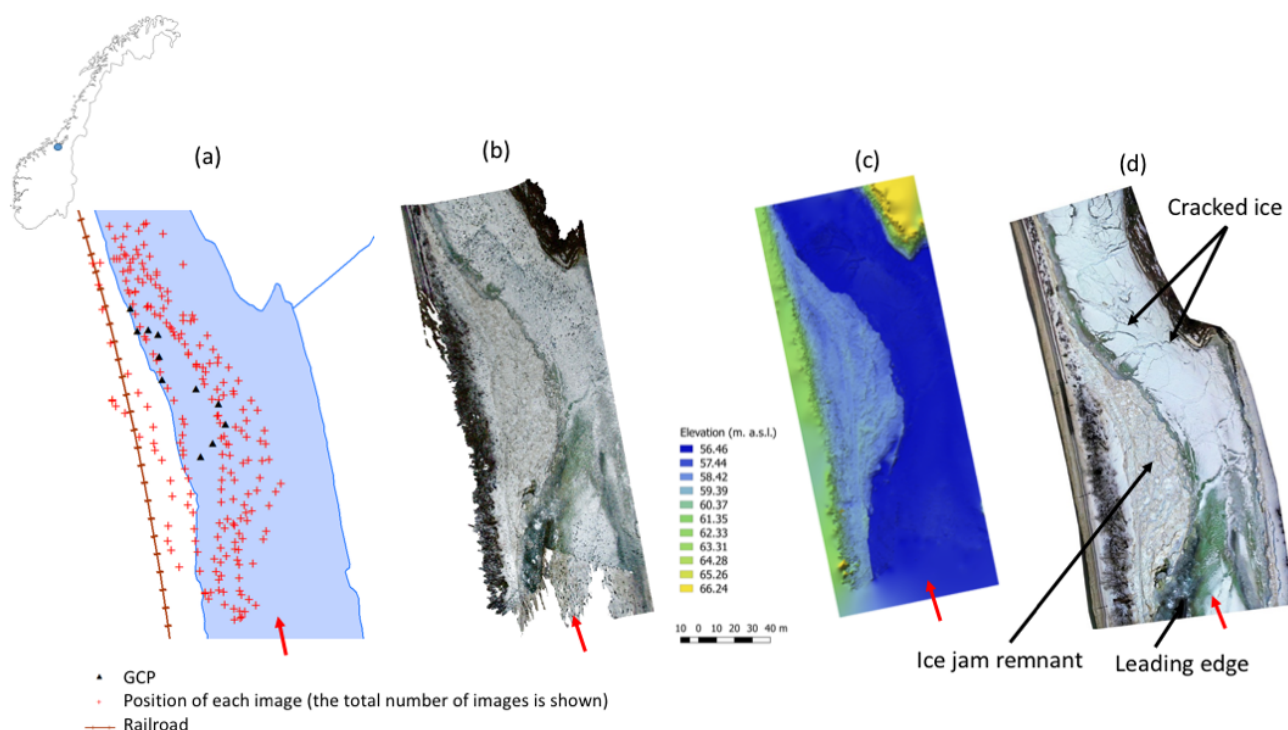 (a)
(b)
(c)
(d)
Cracked ice
Elevation (m. a.s.l.)
56.46
57.44
58.42
59.39
60.37
61.35
62.33
63.31
64.28
65.26
66.24
10 0 10 20 30 40 m
Ice jam remnant
Leading edge
GCP
Position of each image (the total number of images is shown)
Railroad